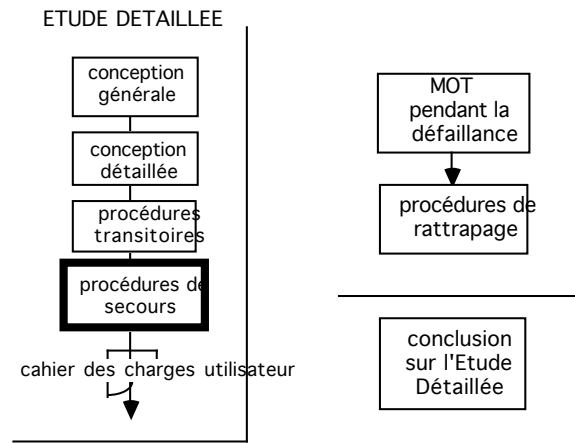 ETUDE DETAILLEE
conception
générale
conception
détaillée
procédures
transitoires
procédures de
secours
cahier des charges utilisateur
MOT
pendant la
défaillance
procédures de
rattrapage
conclusion
sur l'Etude
Détaillée